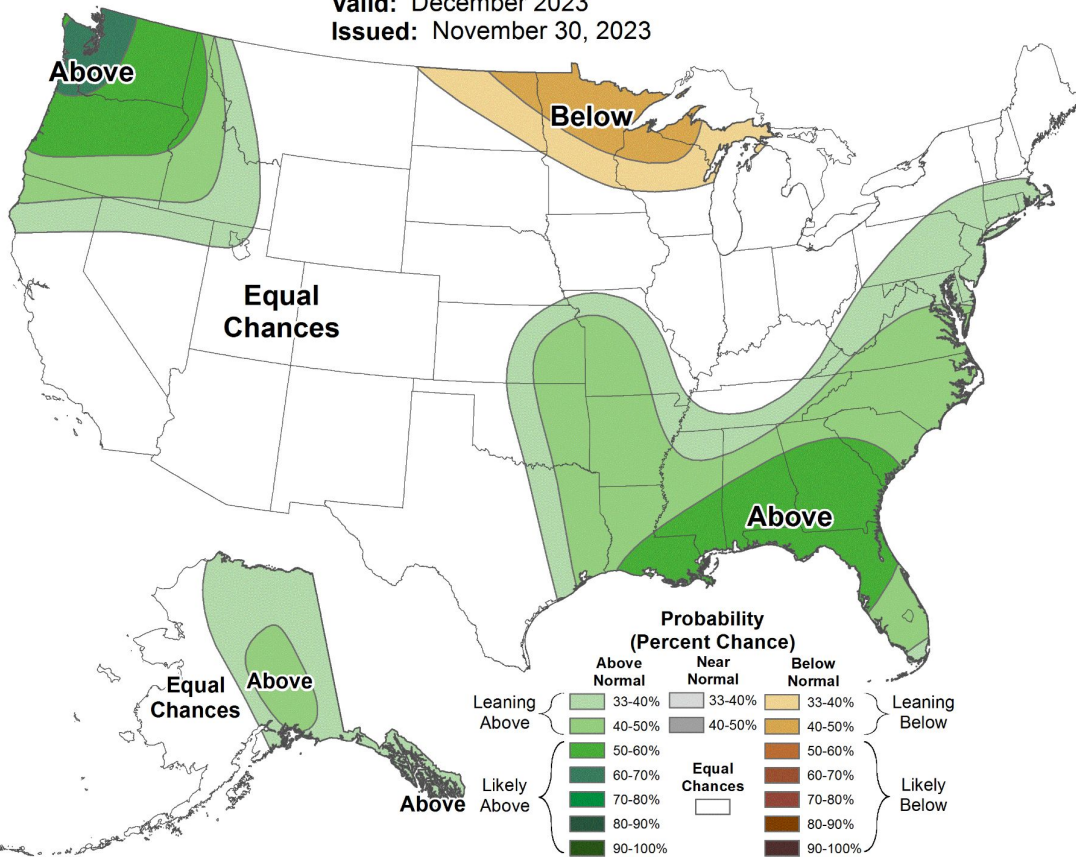 Valid: December 2023
Issued: November 30, 2023
Above
Below
Equal
Chances
Above
Equal
Chances
Above
Above
Probability
(Percent Chance)
Above
Normal
Near
Normal
Below
Normal
Leaning
Above
33-40%
33-40%
33-40%
Leaning
Below
40-50%
40-50%
40-50%
Likely
Above
50-60%
50-60%
Likely
Below
60-70%
60-70%
Equal
Chances
70-80%
70-80%
80-90%
80-90%
90-100%
90-100%